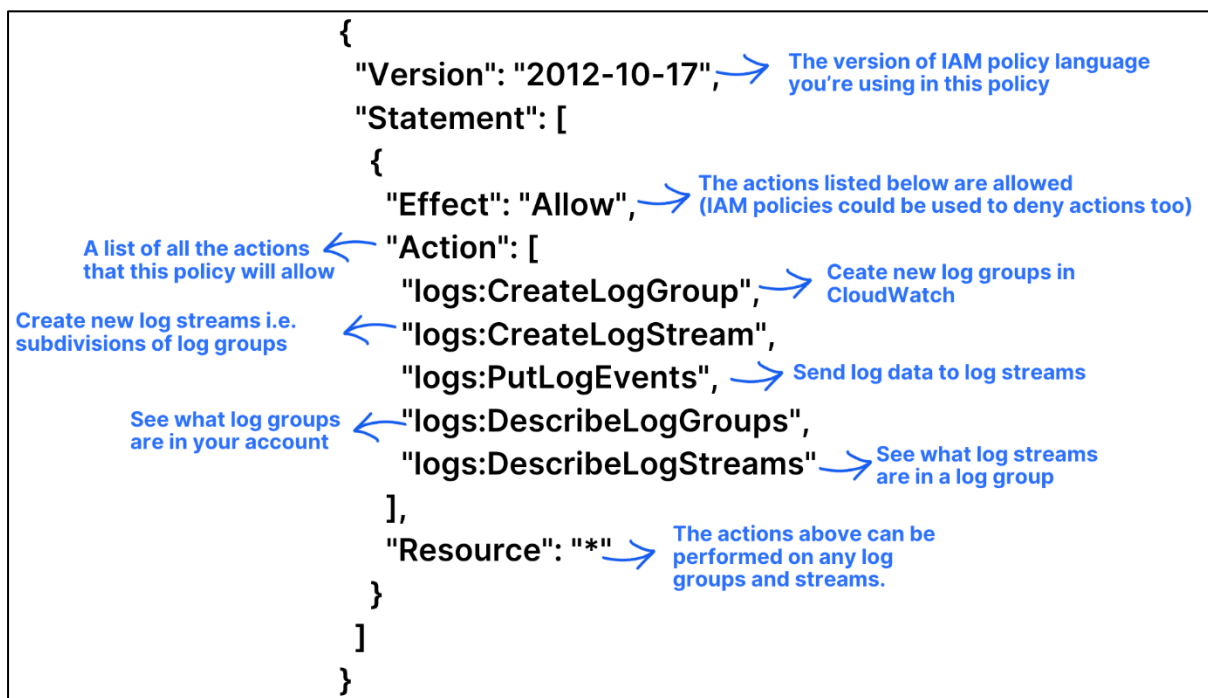 {
"Version": "2012-10-17",
The version of IAM policy language
you're using in this policy
"Statement": [
{
"Effect": "Allow",
The actions listed below are allowed
(IAM policies could be used to deny actions too)
A list of all the actions
that this policy will allow
"Action": [
"logs:CreateLogGroup",
Ceate new log groups in
CloudWatch
Create new log streams i.e.
subdivisions of log groups
"logs:CreateLogStream",
"logs:PutLogEvents",
Send log data to log streams
See what log groups
are in your account
"logs:DescribeLogGroups",
"logs:DescribeLogStreams"
See what log streams
are in a log group
],
"Resource": "*"
The actions above can be
performed on any log
groups and streams.
}
]
}